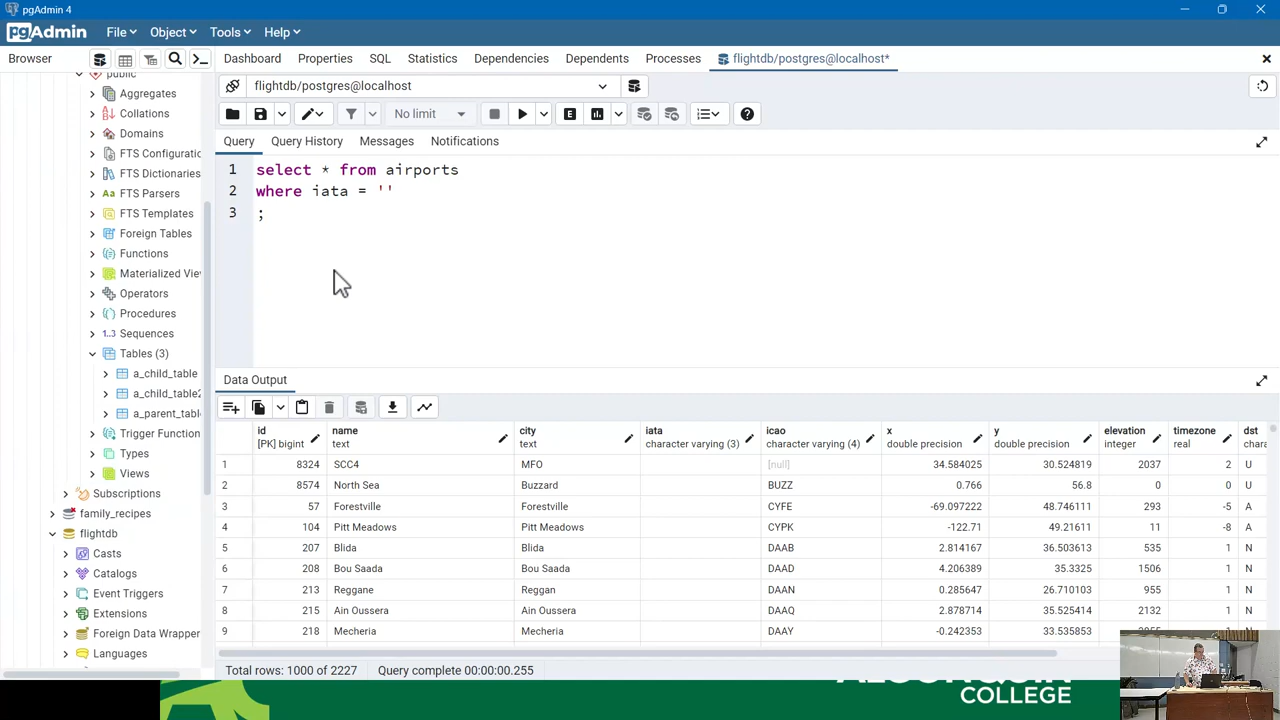 pgAdmin 4
pgAdmin File Object Tools Help
Browser Dashboard Properties SQL Statistics Dependencies Dependents Processes flightdb/postgres@localhost*
public
flightdb/postgres@localhost
Aggregates
Collations
No limit
Domains
Query Query History Messages Notifications
FTS Configuratio
FTS Dictionaries
1 select * from airports
FTS Parsers
2 where iata = ''
FTS Templates
3 ;
Foreign Tables
Functions
Materialized Vie
Operators
Procedures
Sequences
1..3
Tables (3)
a_child_table
Data Output
a_child_table2
a_parent_tabl
Trigger Function
Types
Views
Subscriptions
family_recipes
flightdb
Casts
Catalogs
Event Triggers
Extensions
Foreign Data Wrapper
Languages
id name city iata icao x y elevation timezone dst
[PK] bigint text text character varying (3) character varying (4) double precision double precision integer real chara
1 8324 SCC4 MFO [null] 34.584025 30.524819 2037 2 U
2 8574 North Sea Buzzard BUZZ 0.766 56.8 0 0 U
3 57 Forestville Forestville CYFE -69.097222 48.746111 293 -5 A
4 104 Pitt Meadows Pitt Meadows CYPK -122.71 49.21611 11 -8 A
5 207 Blida Blida DAAB 2.814167 36.503613 535 1 N
6 208 Bou Saada Bou Saada DAAD 4.206389 35.3325 1506 1 N
7 213 Reggane Reggan DAAN 0.285647 26.710103 955 1 N
8 215 Ain Oussera Ain Oussera DAAQ 2.878714 35.525414 2132 1 N
9 218 Mecheria Mecheria DAAY -0.242353 33.535853 1 N
Total rows: 1000 of 2227 Query complete 00:00:00.255
COLLEGE